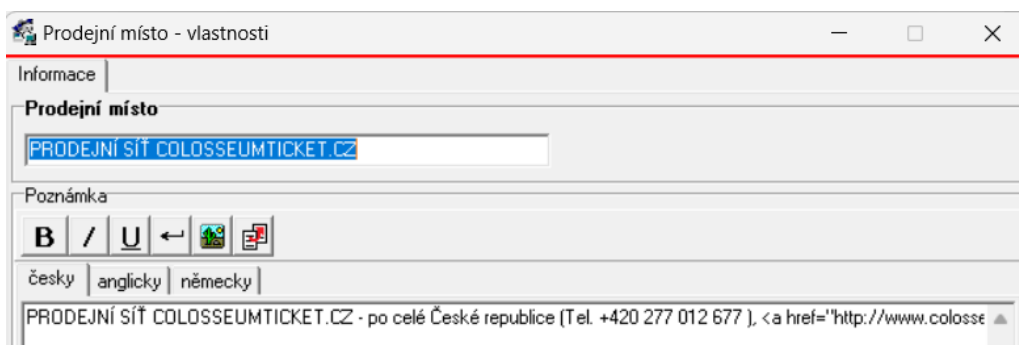 Prodejní místo - vlastnosti
Informace
Prodejní místo
PRODEJNÍ SÍŤ COLOSSEUMTICKET.CZ
Poznámka
B / U
česky anglicky německy
PRODEJNÍ SÍŤ COLOSSEUMTICKET.CZ - po celé České republice (Tel. +420 277 012 677 ), <a href="http://www.colosse